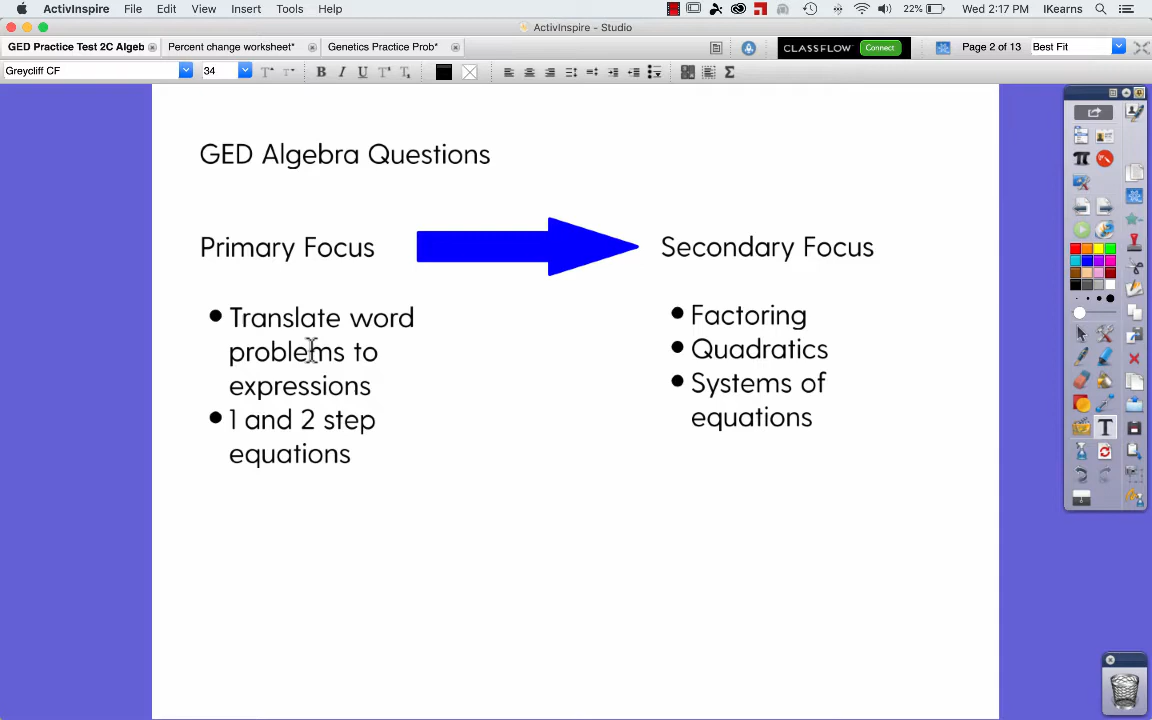 ActivInspire File Edit View Insert Tools Help 22% Wed 2:17 PM IKearns
ActivInspire - Studio
GED Practice Test 2C Algeb Percent change worksheet* Genetics Practice Prob* CLASSFLOW Connect Page 2 of 13 Best Fit
Greycliff CF 34 B I U
GED Algebra Questions
Primary Focus
Secondary Focus
• Translate word
problems to
expressions
• 1 and 2 step
equations
• Factoring
• Quadratics
• Systems of
equations